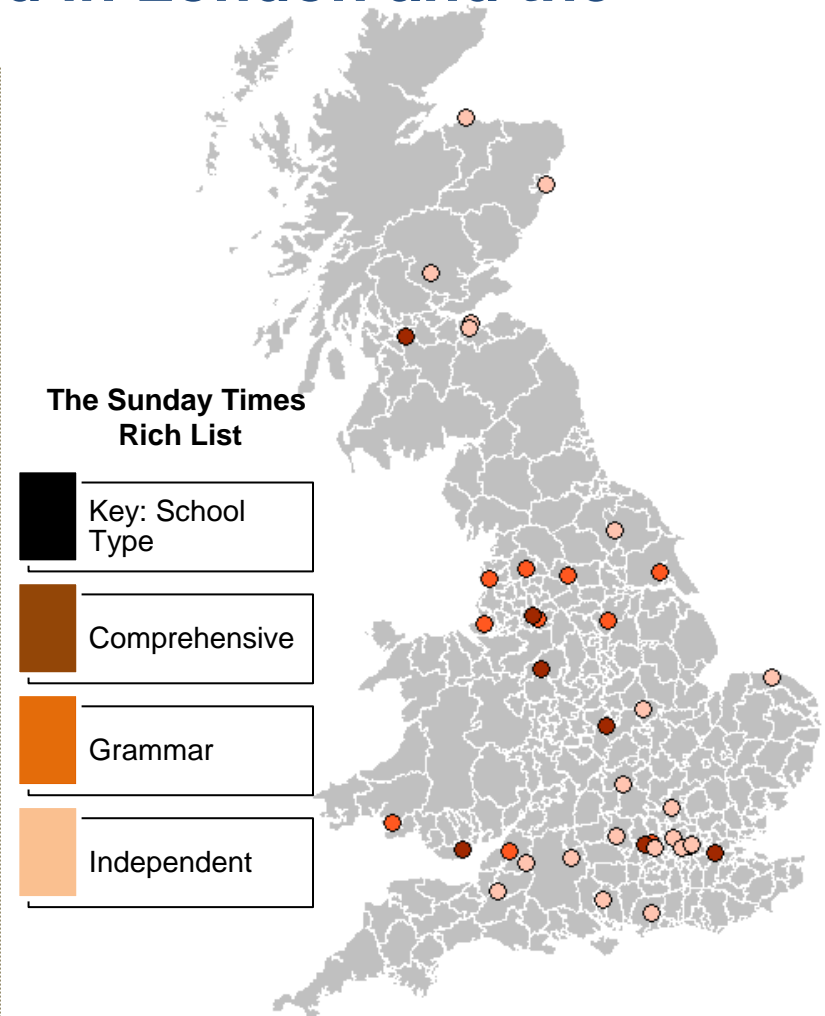 The Sunday Times
Rich List
Key: School
Type
Comprehensive
Grammar
Independent